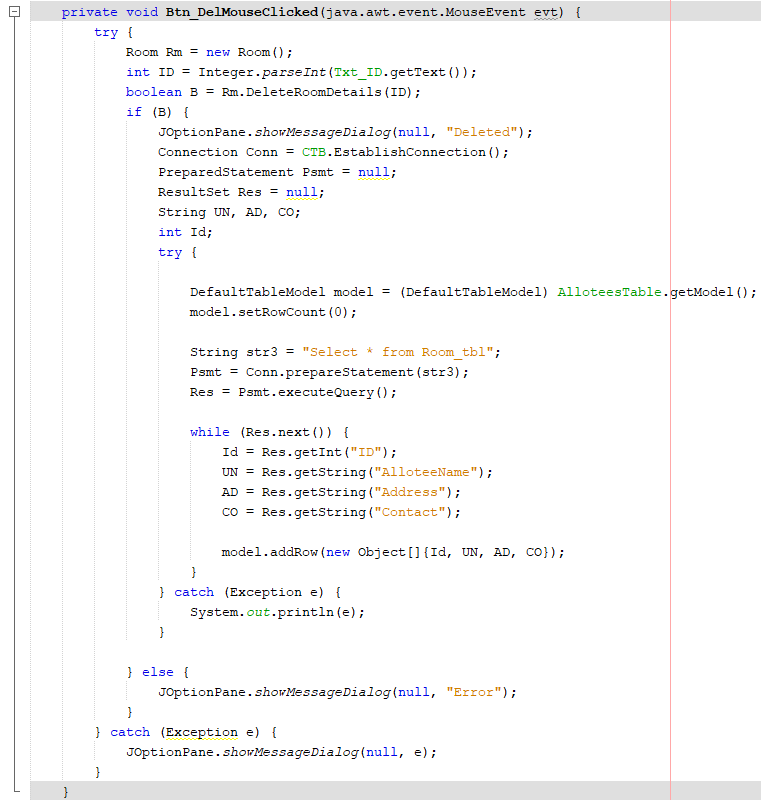 private void Btn_DelMouseClicked(java.awt.event.MouseEvent evt) {
try {
Room Rm = new Room();
int ID = Integer.parseInt(Txt_ID.getText());
boolean B = Rm.DeleteRoomDetails(ID);
if (B) {
JOptionPane.showMessageDialog(null, "Deleted");
Connection Conn = CTB.EstablishConnection();
PreparedStatement Psmt = null;
ResultSet Res = null;
String UN, AD, CO;
int Id;
try {
DefaultTableModel model = (DefaultTableModel) AlloteesTable.getModel();
model.setRowCount(0);
String str3 = "Select * from Room_tbl";
Psmt = Conn.prepareStatement(str3);
Res = Psmt.executeQuery();
while (Res.next()) {
Id = Res.getInt("ID");
UN = Res.getString("AlloteeName");
AD = Res.getString("Address");
CO = Res.getString("Contact");
model.addRow(new Object[]{Id, UN, AD, CO});
}
} catch (Exception e) {
System.out.println(e);
}
} else {
JOptionPane.showMessageDialog(null, "Error");
}
} catch (Exception e) {
JOptionPane.showMessageDialog(null, e);
}
}